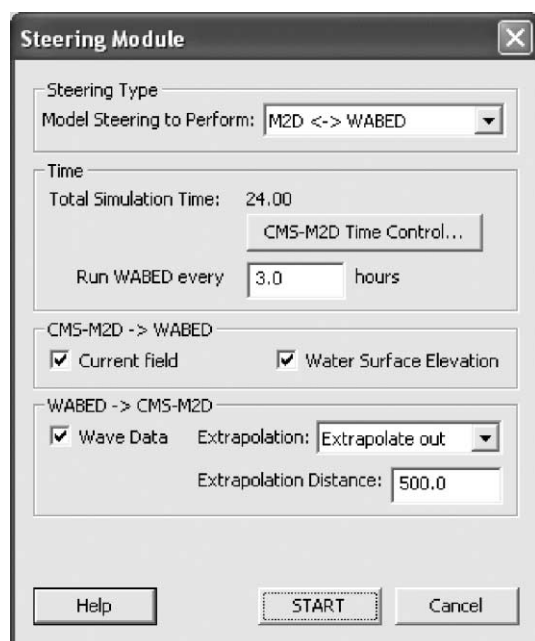 Steering Module
Steering Type
Model Steering to Perform: M2D <-> WABED
Time
Total Simulation Time: 24.00
CMS-M2D Time Control...
Run WABED every 3.0 hours
CMS-M2D -> WABED
Current field Water Surface Elevation
WABED -> CMS-M2D
Wave Data Extrapolation: Extrapolate out
Extrapolation Distance: 500.0
Help START Cancel